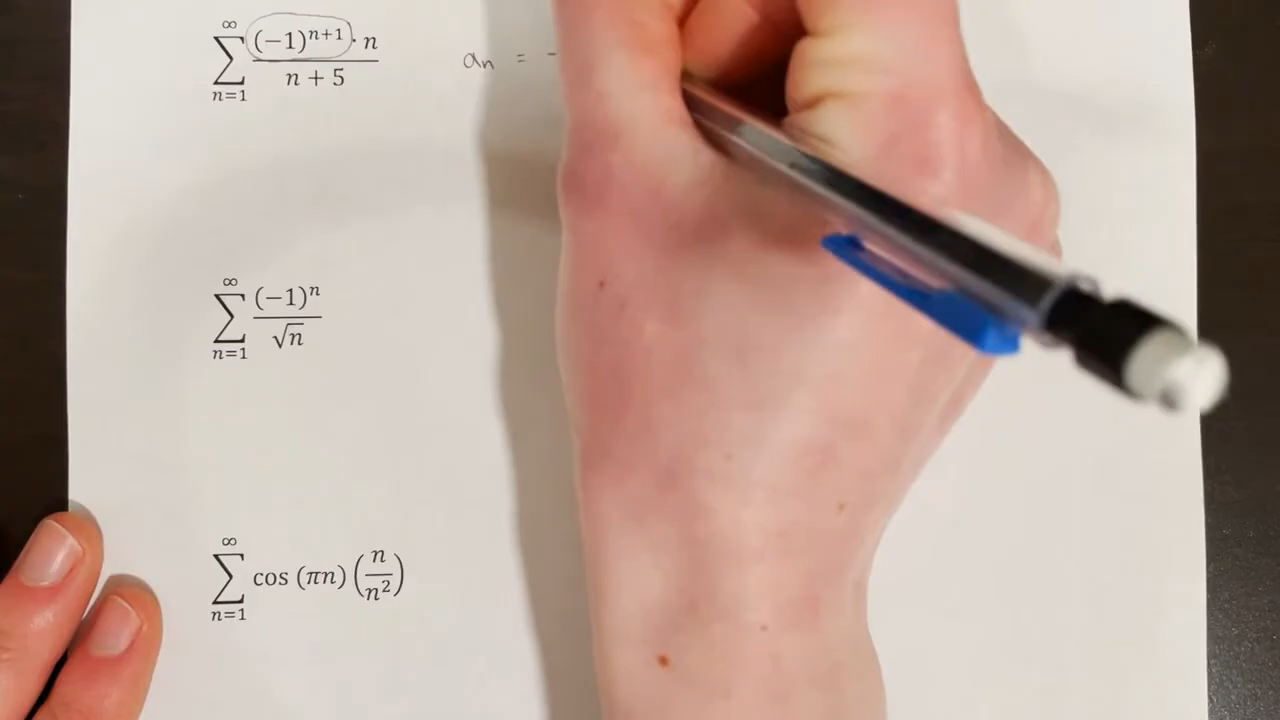 ∞
∑ (-1)^{n+1} · n / n + 5
n=1
a_n =
∞
∑ (-1)^n / √n
n=1
∞
∑ cos (πn) (n / n^2)
n=1